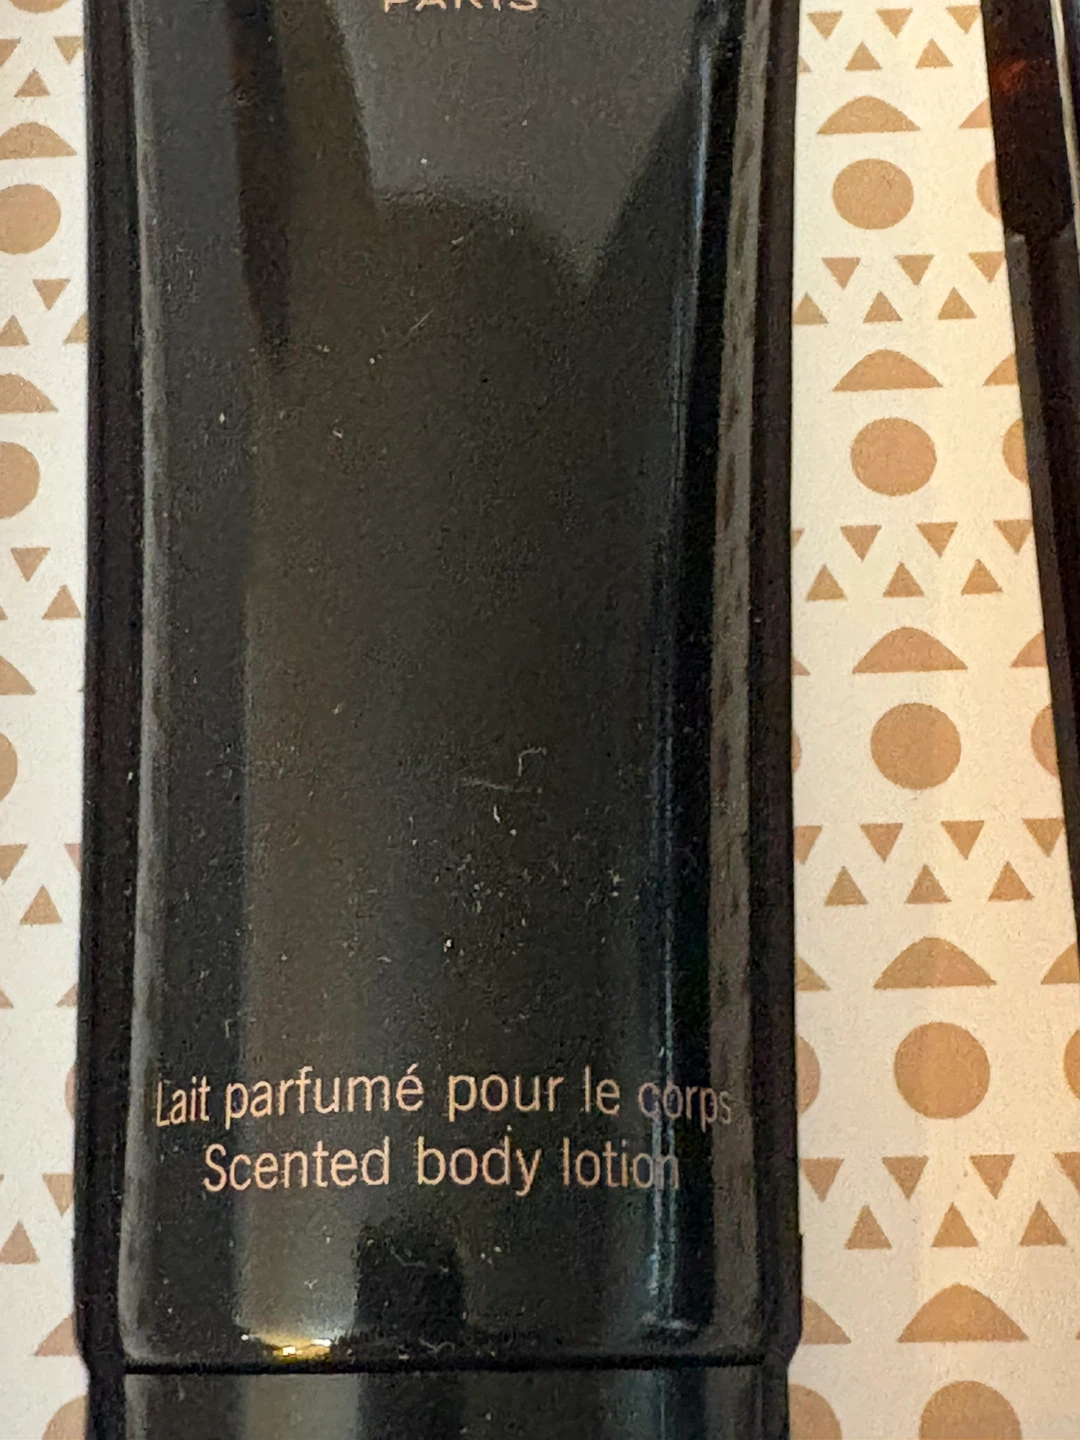 PARIS
Lait parfumé pour le corps
Scented body lotion